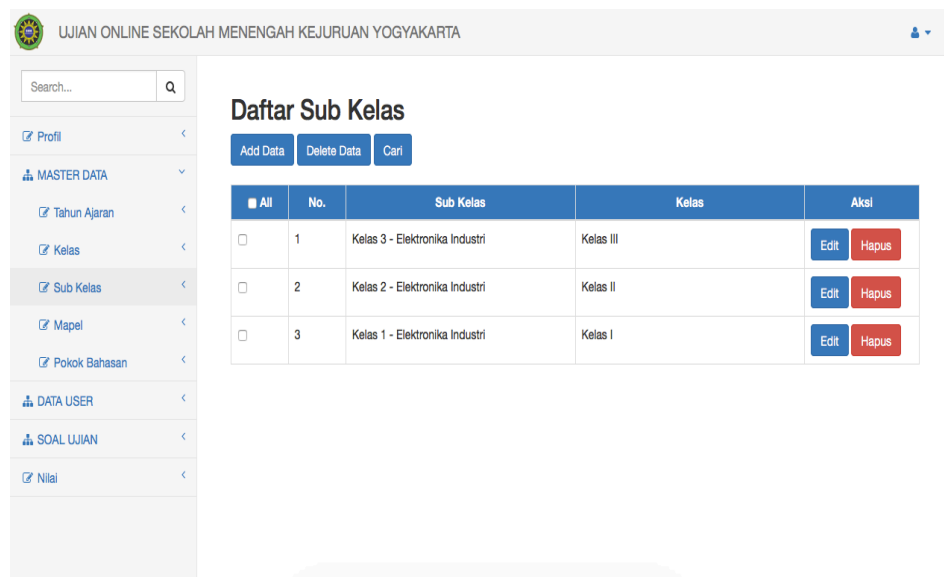 UJIAN ONLINE SEKOLAH MENENGAH KEJURUAN YOGYAKARTA
Search...
Profil
MASTER DATA
Tahun Ajaran
Kelas
Sub Kelas
Mapel
Pokok Bahasan
DATA USER
SOAL UJIAN
Nilai
Daftar Sub Kelas
Add Data Delete Data Cari
All No. Sub Kelas Kelas Aksi
1 Kelas 3 - Elektronika Industri Kelas III Edit Hapus
2 Kelas 2 - Elektronika Industri Kelas II Edit Hapus
3 Kelas 1 - Elektronika Industri Kelas I Edit Hapus